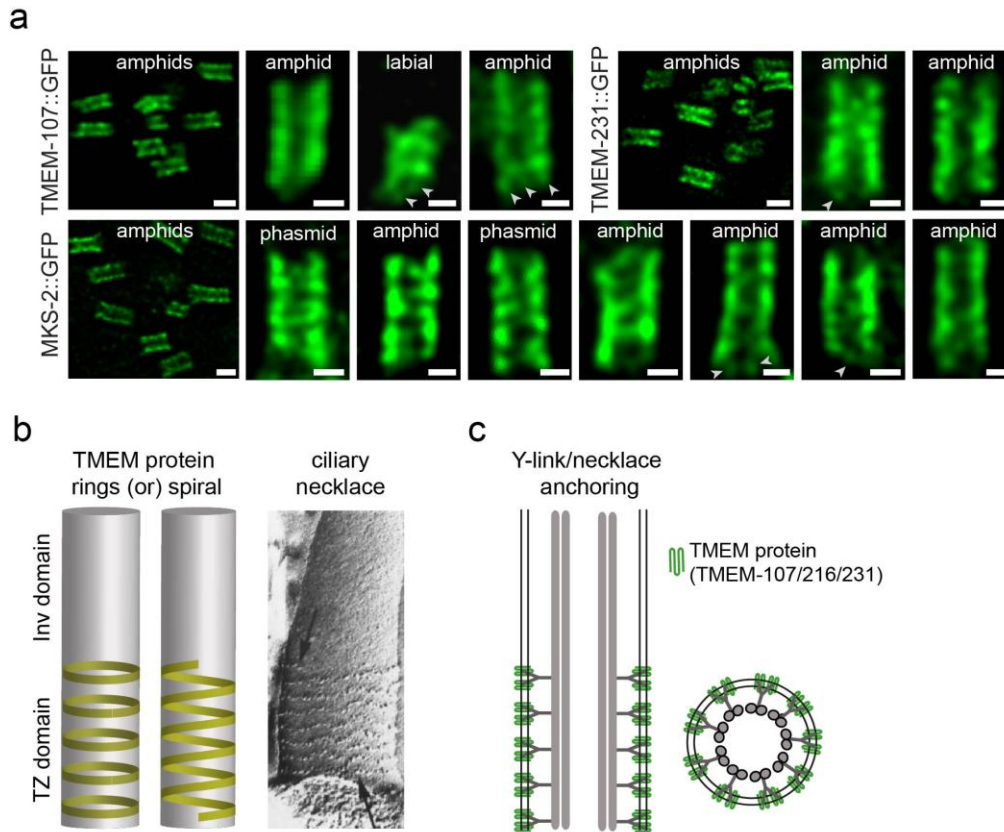 a
amphids
amphid
labial
amphid
amphids
amphid
amphid
TMEM-107::GFP
TMEM-231::GFP
amphids
phasmid
amphid
phasmid
amphid
amphid
amphid
amphid
MKS-2::GFP
b
TMEM protein
rings (or) spiral
ciliary
necklace
Inv domain
TZ domain
c
Y-link/necklace
anchoring
TMEM protein
(TMEM-107/216/231)